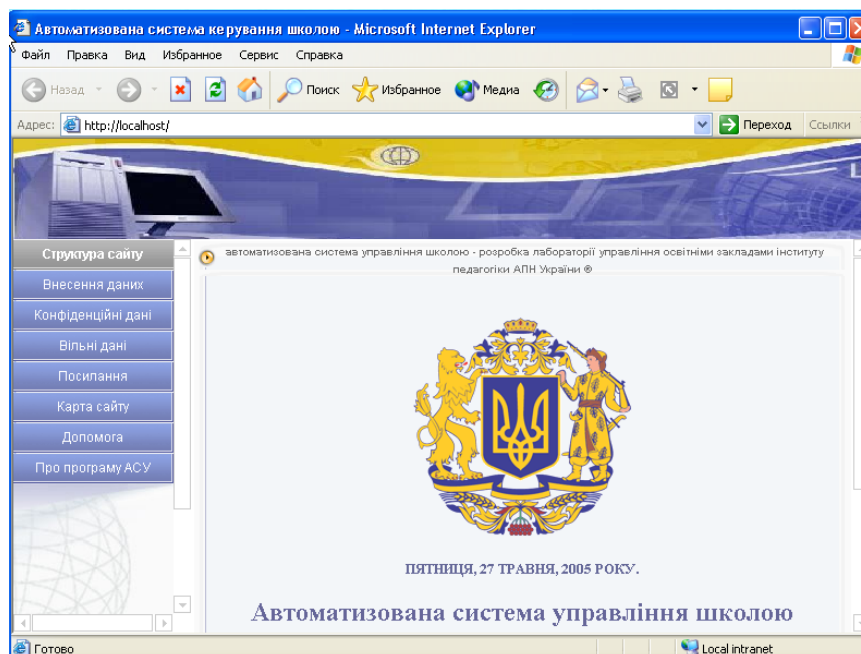 Автоматизована система керування школою - Microsoft Internet Explorer
Файл Правка Вид Избранное Сервис Справка
Назад Поиск Избранное Медиа
Адрес: http://localhost/ Переход Ссылки
Структура сайту
Внесення даних
Конфіденційні дані
Вільні дані
Посилання
Карта сайту
Допомога
Про програму АСУ
автоматизована система управління школою - розробка лабораторії управління освітніми закладами інституту
педагогіки АПН України ®
ПЯТНИЦЯ, 27 ТРАВНЯ, 2005 РОКУ.
Автоматизована система управління школою
Готово Local intranet